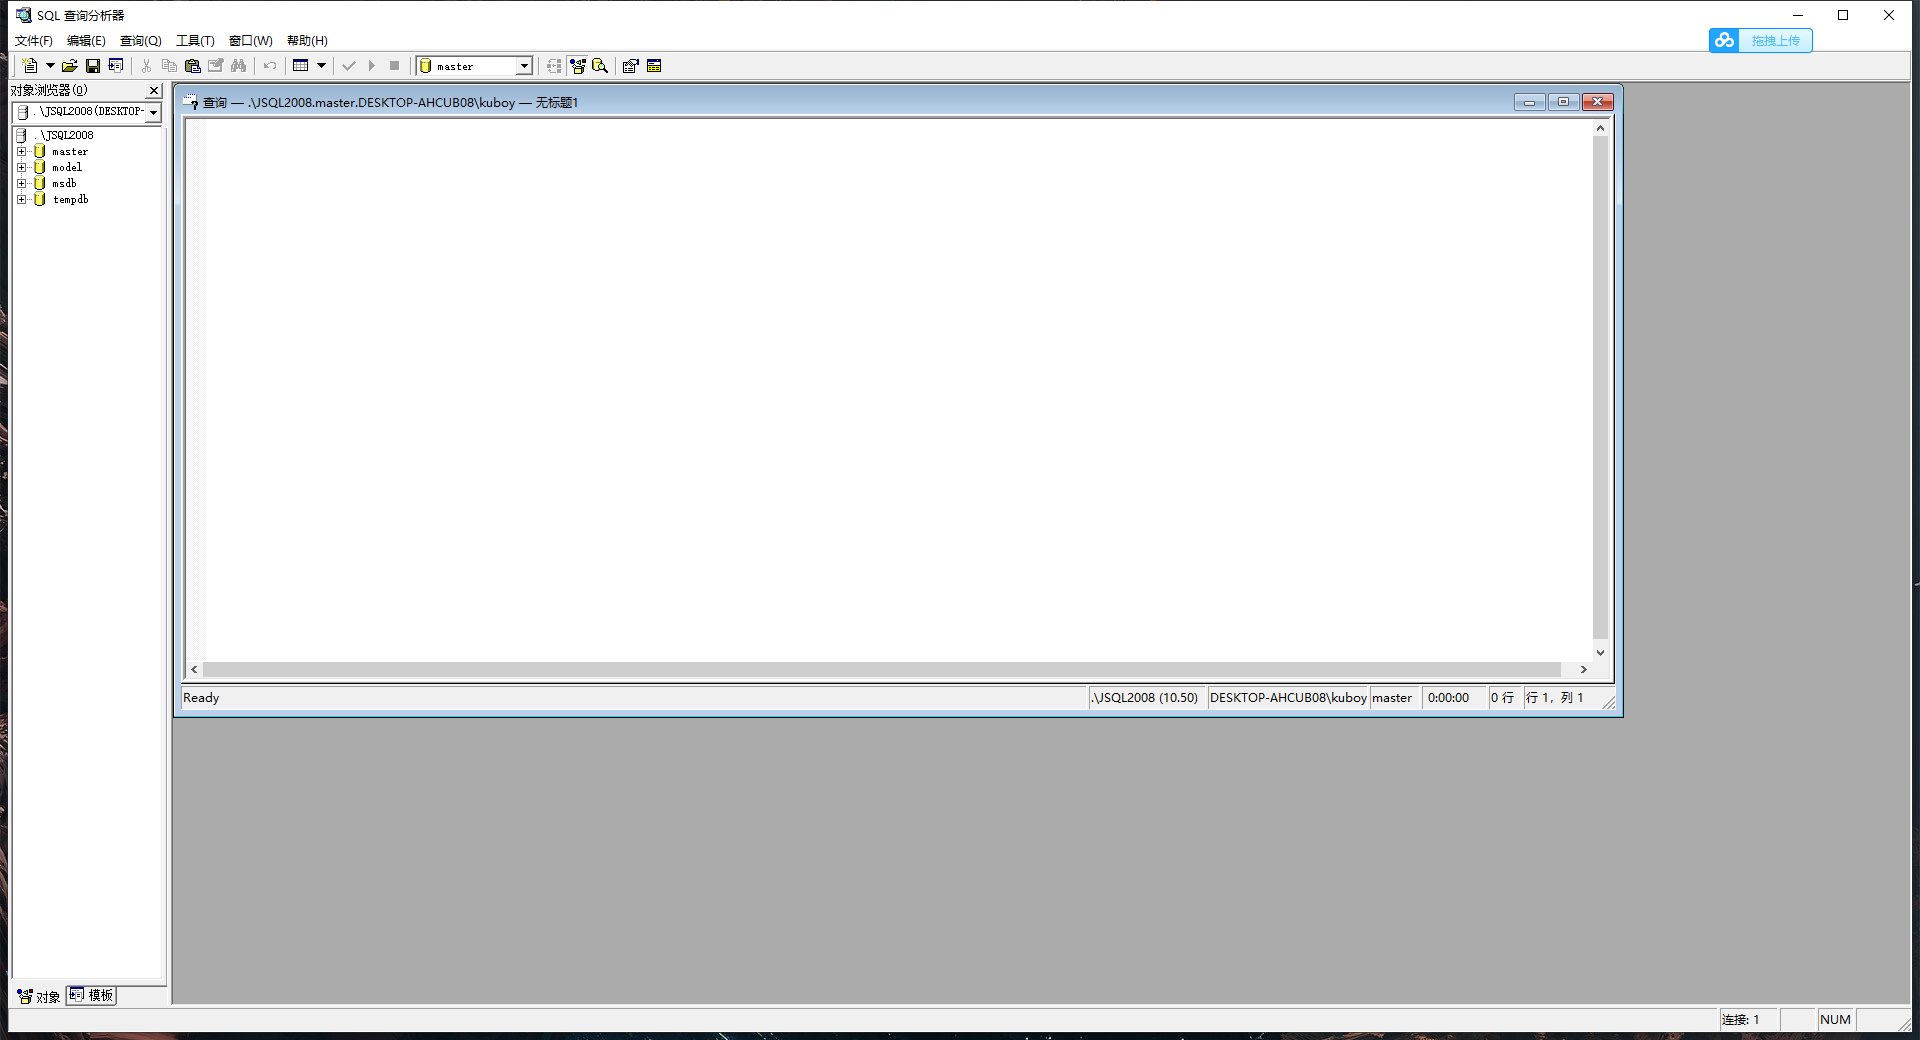 SQL 查询分析器
文件(F) 编辑(E) 查询(Q) 工具(T) 窗口(W) 帮助(H)
拖拽上传
master
对象浏览器(O)
.\JSQL2008(DESKTOP-
.\JSQL2008
master
model
msdb
tempdb
查询 — .\JSQL2008.master.DESKTOP-AHCUB08\kuboy — 无标题1
Ready .\JSQL2008 (10.50) DESKTOP-AHCUB08\kuboy master 0:00:00 0 行 行 1，列 1
对象 模板
连接: 1 NUM